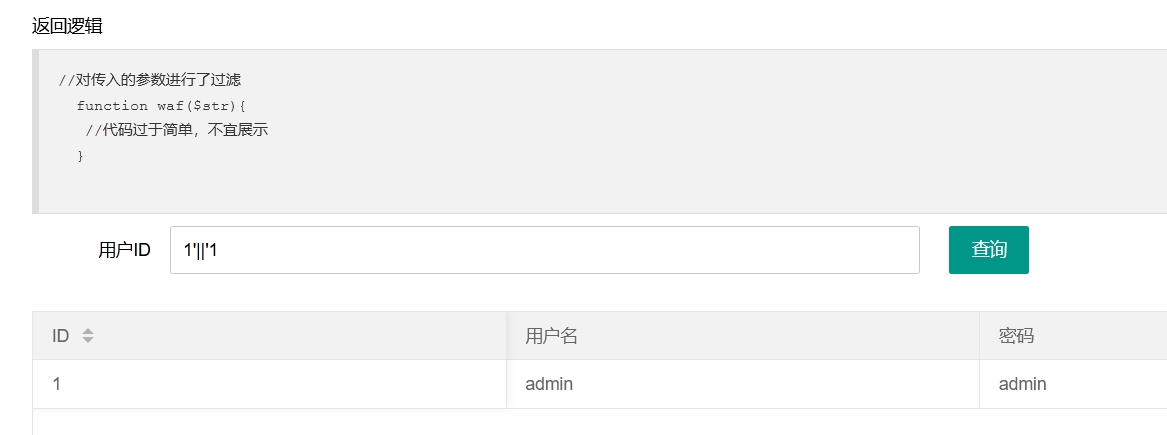 返回逻辑
//对传入的参数进行了过滤
function waf($str){
//代码过于简单，不宜展示
}
用户ID 1'||'1 查询
ID 用户名 密码
1 admin admin